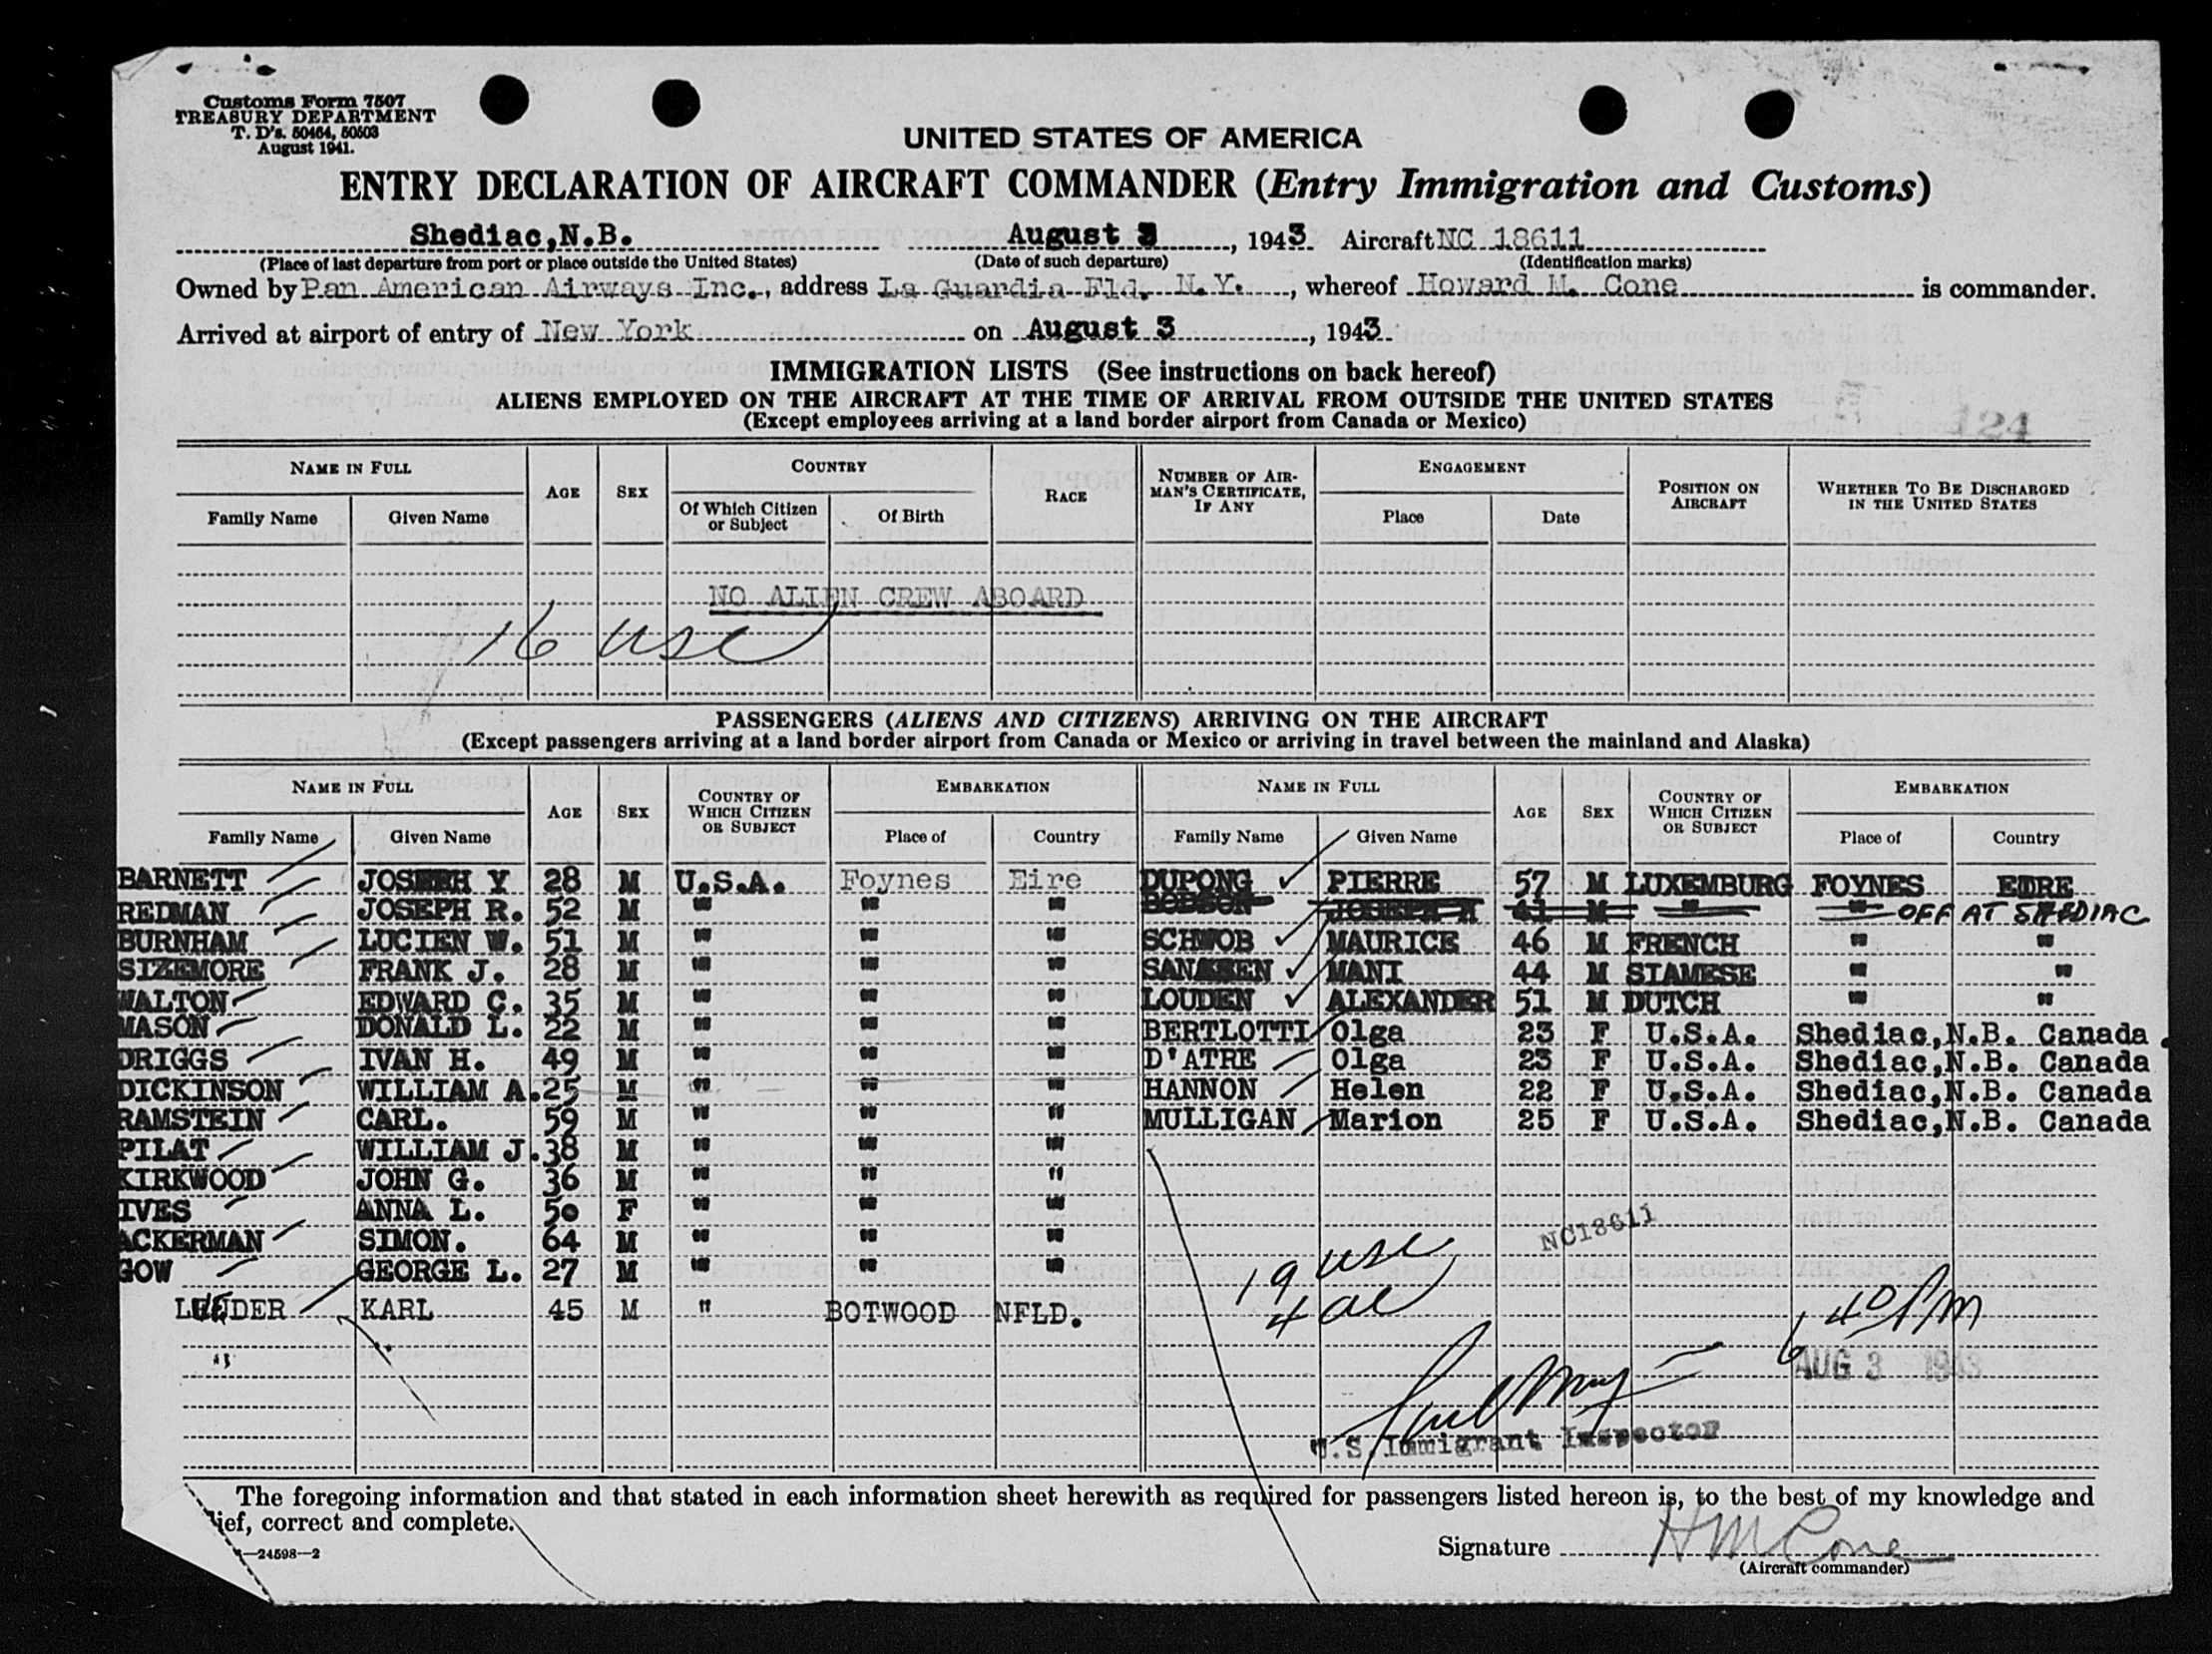 Customs Form 7507
TREASURY DEPARTMENT
T. D's. 50464, 50503
August 1941.
UNITED STATES OF AMERICA
ENTRY DECLARATION OF AIRCRAFT COMMANDER (Entry Immigration and Customs)
Shediac,N.B. August 3, 1943 Aircraft NC 18611
(Place of last departure from port or place outside the United States) (Date of such departure) (Identification marks)
Owned by Pan American Airways Inc., address La Guardia Fld. N.Y., whereof Howard M. Cone is commander.
Arrived at airport of entry of New York on August 3, 1943.
IMMIGRATION LISTS (See instructions on back hereof)
ALIENS EMPLOYED ON THE AIRCRAFT AT THE TIME OF ARRIVAL FROM OUTSIDE THE UNITED STATES
(Except employees arriving at a land border airport from Canada or Mexico)
124
NAME IN FULL AGE SEX COUNTRY RACE NUMBER OF AIRMAN'S CERTIFICATE, IF ANY ENGAGEMENT POSITION ON AIRCRAFT WHETHER TO BE DISCHARGED IN THE UNITED STATES
Family Name Given Name Of Which Citizen or Subject Of Birth Place Date
NO ALIEN CREW ABOARD
16 USC
PASSENGERS (ALIENS AND CITIZENS) ARRIVING ON THE AIRCRAFT
(Except passengers arriving at a land border airport from Canada or Mexico or arriving in travel between the mainland and Alaska)
NAME IN FULL AGE SEX COUNTRY OF WHICH CITIZEN OR SUBJECT EMBARKATION NAME IN FULL AGE SEX COUNTRY OF WHICH CITIZEN OR SUBJECT EMBARKATION
Family Name Given Name Place of Country Family Name Given Name Place of Country
BARNETT JOSEPH Y 28 M U.S.A. Foynes Eire DUPONG PIERRE 57 M LUXEMBURG FOYNES EIRE
REDMAN JOSEPH R. 52 M " " " 41 M " " OFF AT SHEDIAC
BURNHAM LUCIEN W. 51 M " " " SCHWOB MAURICE 46 M FRENCH " "
SIZEMORE FRANK J. 28 M " " " MANI 44 M SIAMESE " "
WALTON EDWARD C. 35 M " " " LOUDEN ALEXANDER 51 M DUTCH " "
MASON DONALD L. 22 M " " " BERTLOTTI Olga 23 F U.S.A. Shediac,N.B. Canada.
DRIGGS IVAN H. 49 M " " " D'ATRE Olga 23 F U.S.A. Shediac,N.B. Canada
DICKINSON WILLIAM A. 25 M " " " HANNON Helen 22 F U.S.A. Shediac,N.B. Canada
RAMSTEIN CARL. 59 M " " " MULLIGAN Marion 25 F U.S.A. Shediac,N.B. Canada
PILAT WILLIAM J. 38 M " " "
KIRKWOOD JOHN G. 36 M " " "
IVES ANNA L. 50 F " " "
ACKERMAN SIMON. 64 M " " "
GOW GEORGE L. 27 M " " "
KARL 45 M " BOTWOOD NFLD.
NC18611
19 USC
4 al
6 40 PM
AUG 3 1943
U.S. Immigrant Inspector
The foregoing information and that stated in each information sheet herewith as required for passengers listed hereon is, to the best of my knowledge and
ief, correct and complete.
Signature H M Cone
—24598—2
(Aircraft commander)